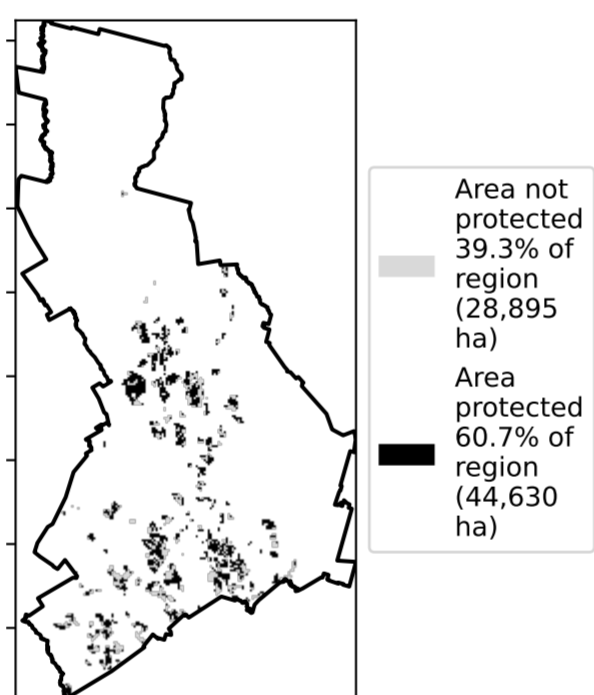 Area not
protected
39.3% of
region
(28,895
ha)
Area
protected
60.7% of
region
(44,630
ha)